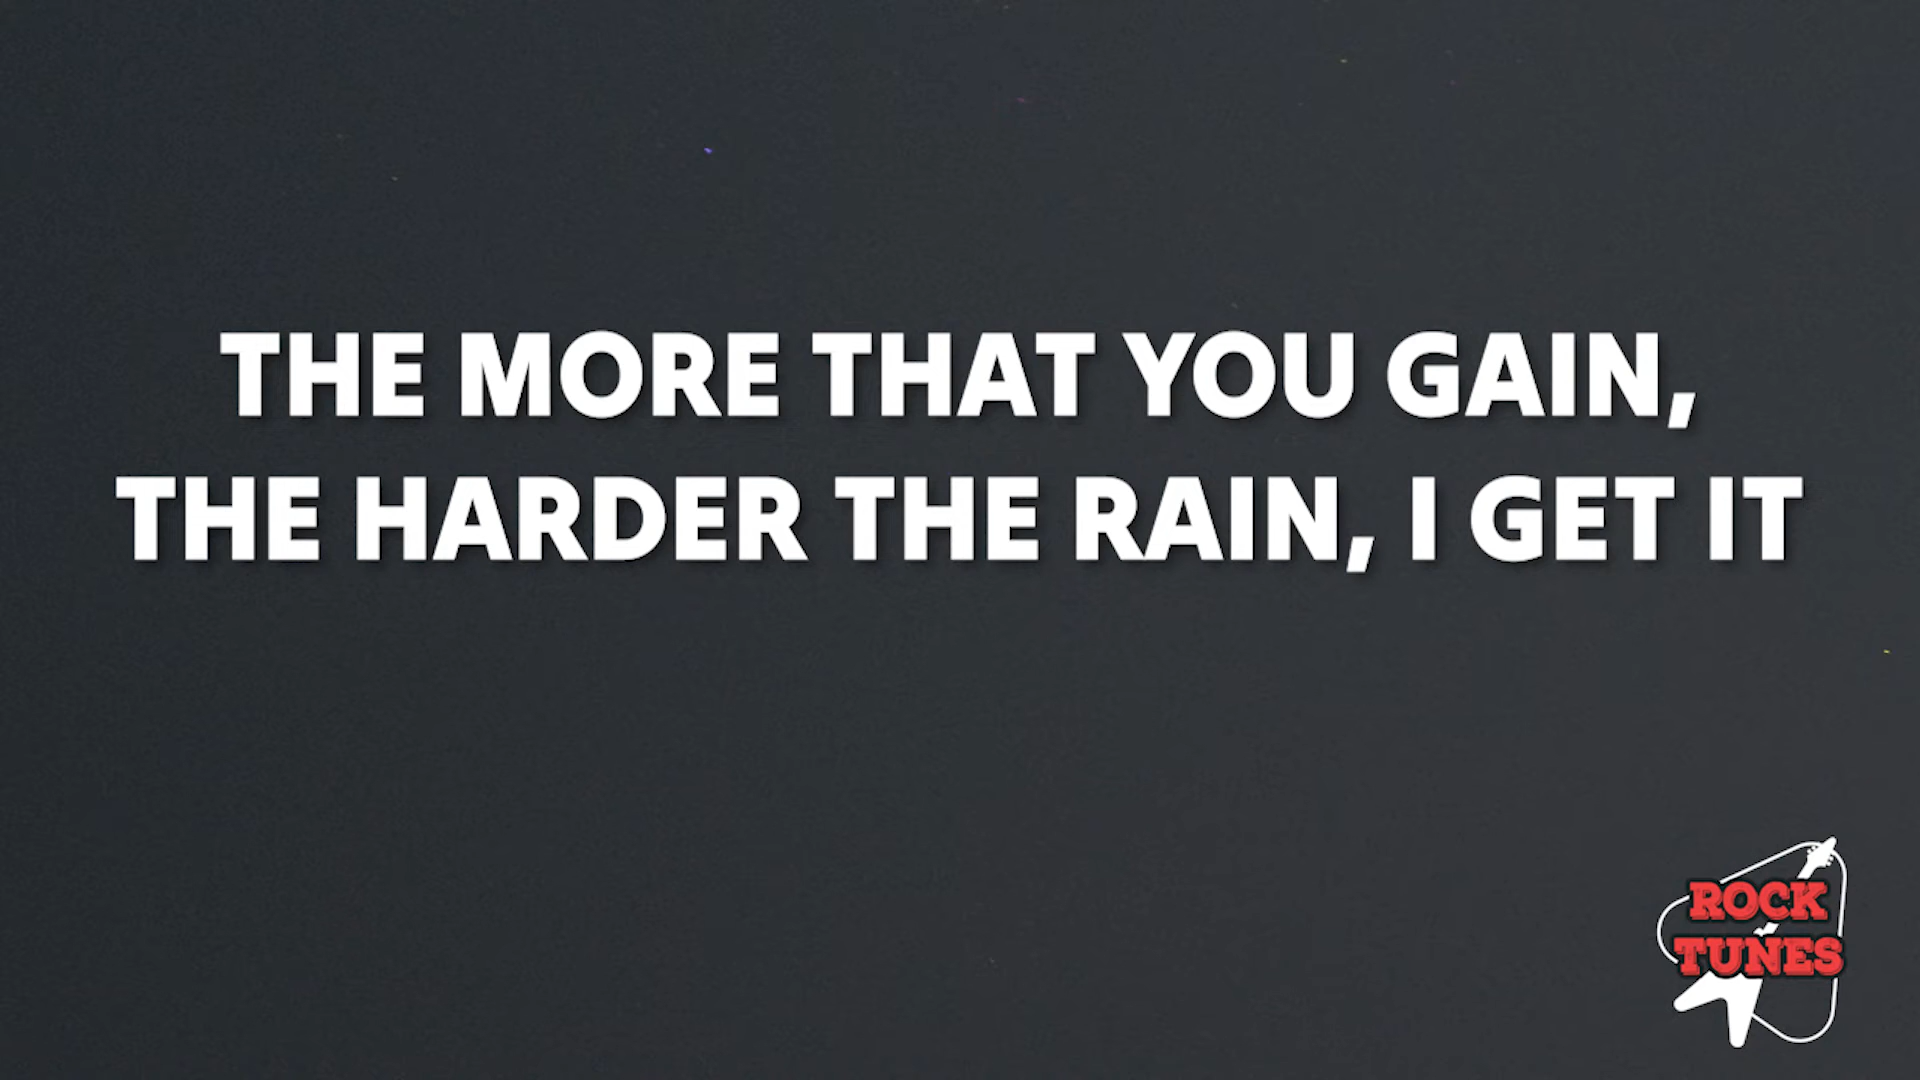 THE MORE THAT YOU GAIN,
THE HARDER THE RAIN, I GET IT
ROCK
TUNES